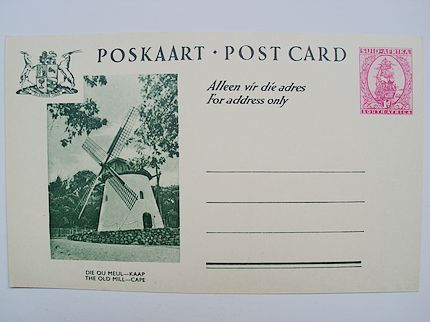 POSKAART · POST CARD
SUID-AFRIKA
1D
SOUTH AFRICA
Alleen vir die adres
For address only
DIE OU MEUL—KAAP
THE OLD MILL—CAPE